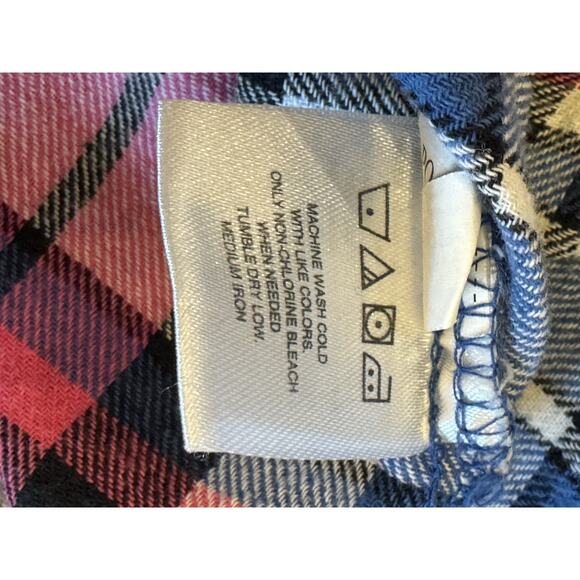 MACHINE WASH COLD
WITH LIKE COLORS.
ONLY NON-CHLORINE BLEACH
WHEN NEEDED
TUMBLE DRY LOW.
MEDIUM IRON